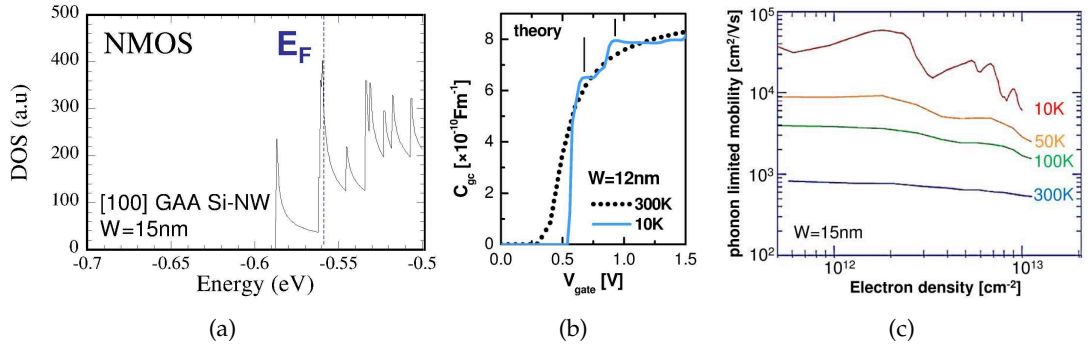 NMOS
E_F
[100] GAA Si-NW
W=15nm
DOS (a.u)
500
400
300
200
100
0
-0.7
-0.65
-0.6
-0.55
-0.5
Energy (eV)
(a)
theory
W=12nm
300K
10K
C_gc [×10^-10 Fm^-1]
8
6
4
2
0
0.0
0.5
1.0
1.5
V_gate [V]
(b)
phonon limited mobility [cm^2/Vs]
10^5
10^4
10^3
10^2
10K
50K
100K
300K
W=15nm
10^12
10^13
Electron density [cm^-2]
(c)